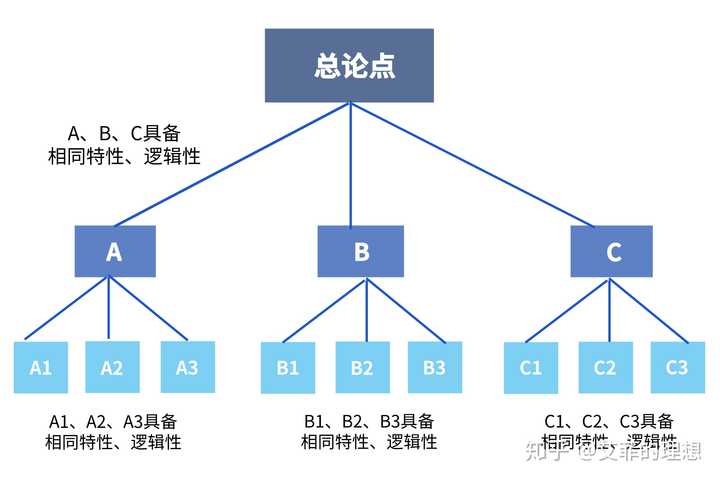 总论点
A、B、C具备
相同特性、逻辑性
A
B
C
A1
A2
A3
B1
B2
B3
C1
C2
C3
A1、A2、A3具备
相同特性、逻辑性
B1、B2、B3具备
相同特性、逻辑性
C1、C2、C3具备
相同特性、逻辑性
知乎 @艾菲的理想